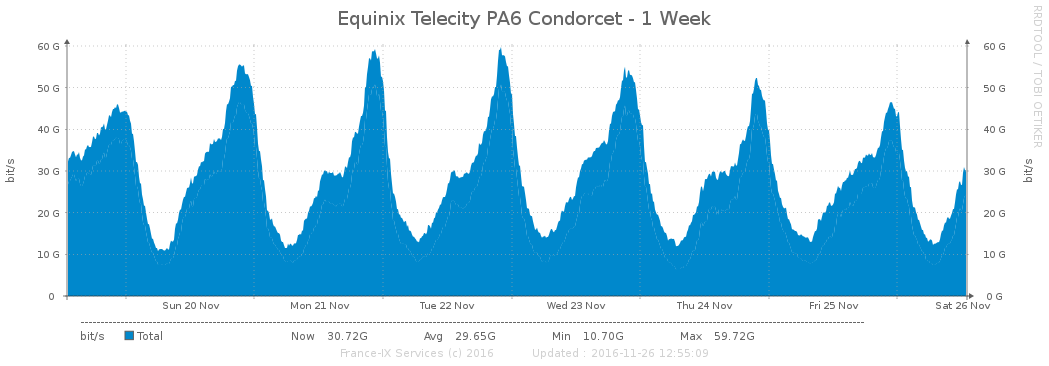 Equinix Telecity PA6 Condorcet - 1 Week
RRDTOOL / TOBI OETIKER
bit/s
60 G 60 G
50 G 50 G
40 G 40 G
30 G 30 G
20 G 20 G
10 G 10 G
0 0 G
bit/s
Sun 20 Nov Mon 21 Nov Tue 22 Nov Wed 23 Nov Thu 24 Nov Fri 25 Nov Sat 26 Nov
bit/s Total Now 30.72G Avg 29.65G Min 10.70G Max 59.72G
France-IX Services (c) 2016 Updated : 2016-11-26 12:55:09